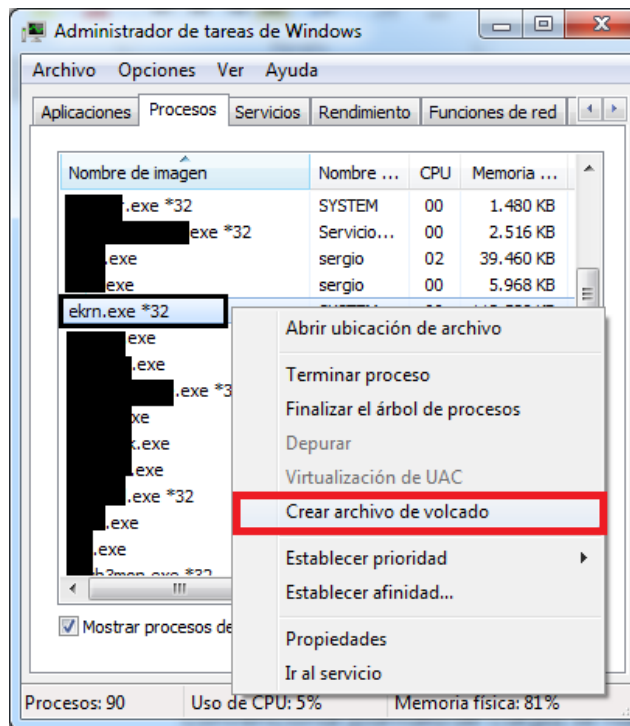 Administrador de tareas de Windows
Archivo Opciones Ver Ayuda
Aplicaciones Procesos Servicios Rendimiento Funciones de red
Nombre de imagen Nombre ... CPU Memoria ...
.exe *32 SYSTEM 00 1.480 KB
exe *32 Servicio... 00 2.516 KB
.exe sergio 02 39.460 KB
exe sergio 00 5.968 KB
ekrn.exe *32
Abrir ubicación de archivo
exe
.exe
Terminar proceso
.exe *3
Finalizar el árbol de procesos
xe
Depurar
.exe
.exe
Virtualización de UAC
.exe *32
Crear archivo de volcado
.exe
.exe
Establecer prioridad
Establecer afinidad...
Mostrar procesos de
Propiedades
Ir al servicio
Procesos: 90 Uso de CPU: 5% Memoria física: 81%